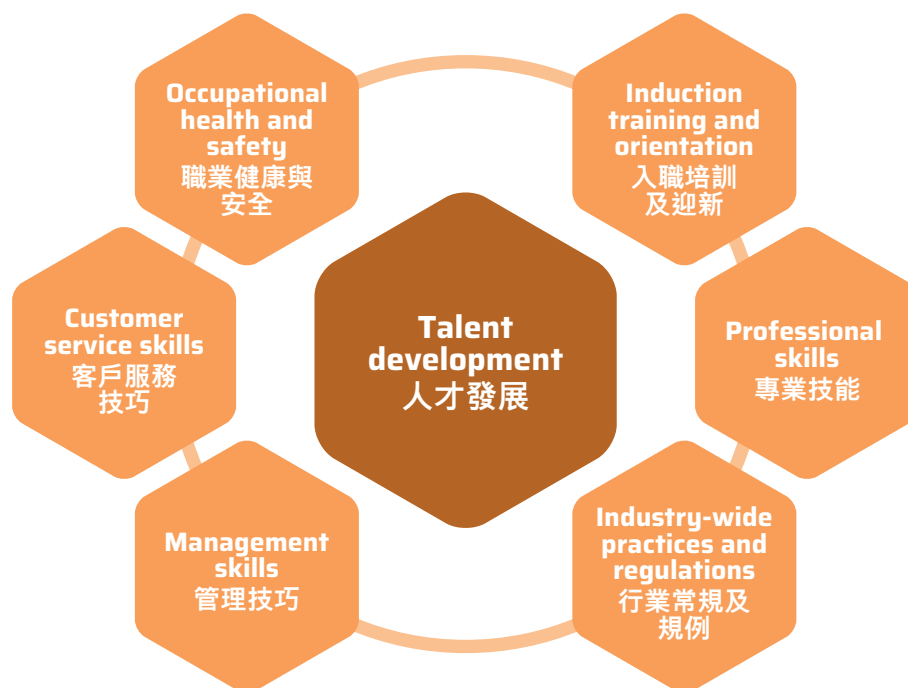 Occupational
health and
safety
職業健康與
安全
Induction
training and
orientation
入職培訓
及迎新
Customer
service skills
客戶服務
技巧
Talent
development
人才發展
Professional
skills
專業技能
Management
skills
管理技巧
Industry-wide
practices and
regulations
行業常規及
規例